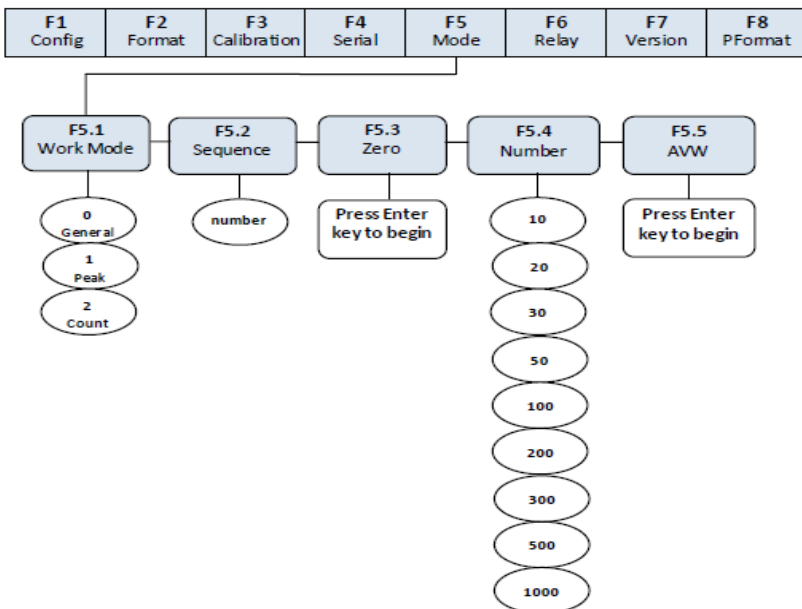 F1 F2 F3 F4 F5 F6 F7 F8
Config Format Calibration Serial Mode Relay Version PFormat
F5.1 F5.2 F5.3 F5.4 F5.5
Work Mode Sequence Zero Number AVW
0
General
1
Peak
2
Count
number
Press Enter
key to begin
10
20
30
50
100
200
300
500
1000
Press Enter
key to begin